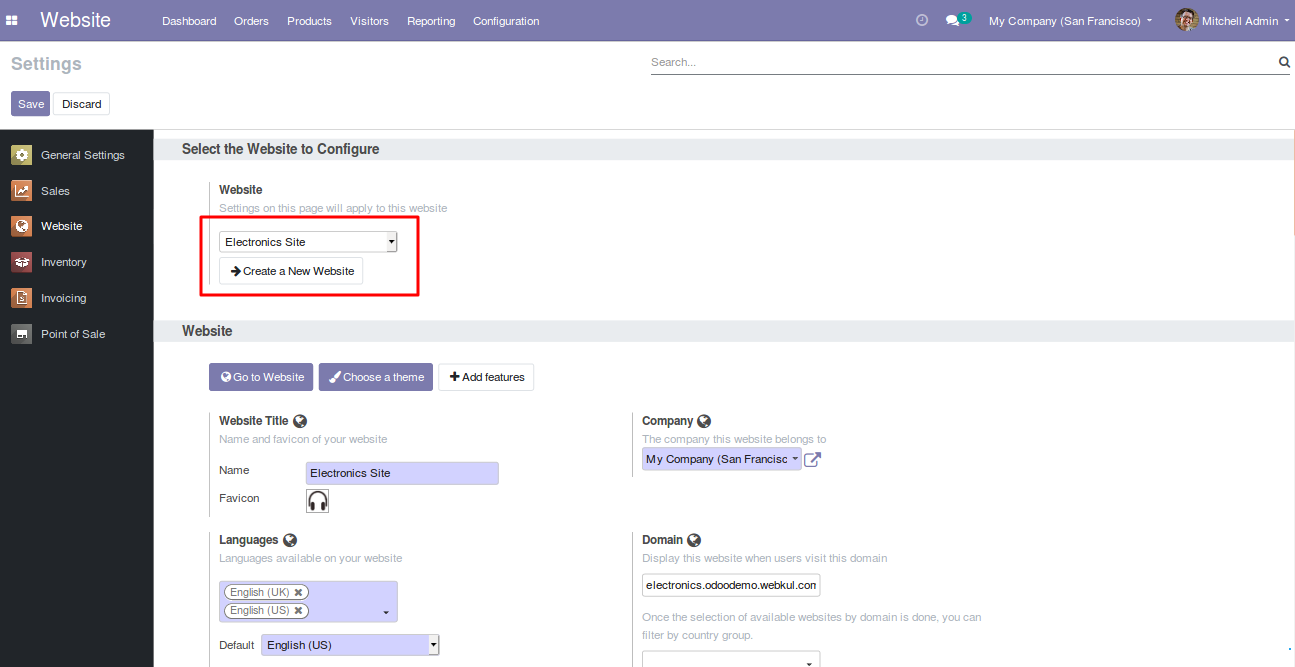 Website Dashboard Orders Products Visitors Reporting Configuration 3 My Company (San Francisco) Mitchell Admin
Settings Search...
Save Discard
General Settings
Sales
Website
Inventory
Invoicing
Point of Sale
Select the Website to Configure
Website
Settings on this page will apply to this website
Electronics Site
Create a New Website
Website
Go to Website Choose a theme Add features
Website Title
Name and favicon of your website
Name Electronics Site
Favicon
Company
The company this website belongs to
My Company (San Francisc
Languages
Languages available on your website
English (UK)
English (US)
Default English (US)
Domain
Display this website when users visit this domain
electronics.odoodemo.webkul.com
Once the selection of available websites by domain is done, you can
filter by country group.